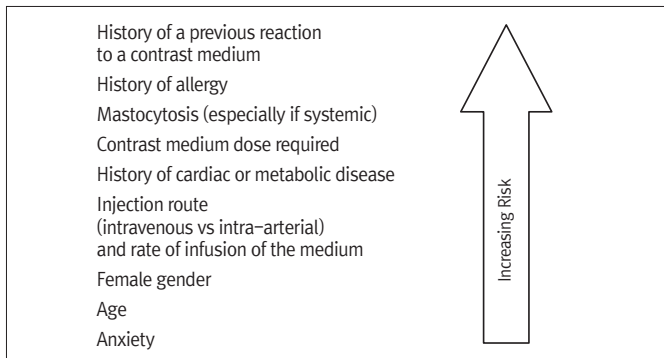 History of a previous reaction
to a contrast medium
History of allergy
Mastocytosis (especially if systemic)
Contrast medium dose required
History of cardiac or metabolic disease
Injection route
(intravenous vs intra–arterial)
and rate of infusion of the medium
Female gender
Age
Anxiety
Increasing Risk